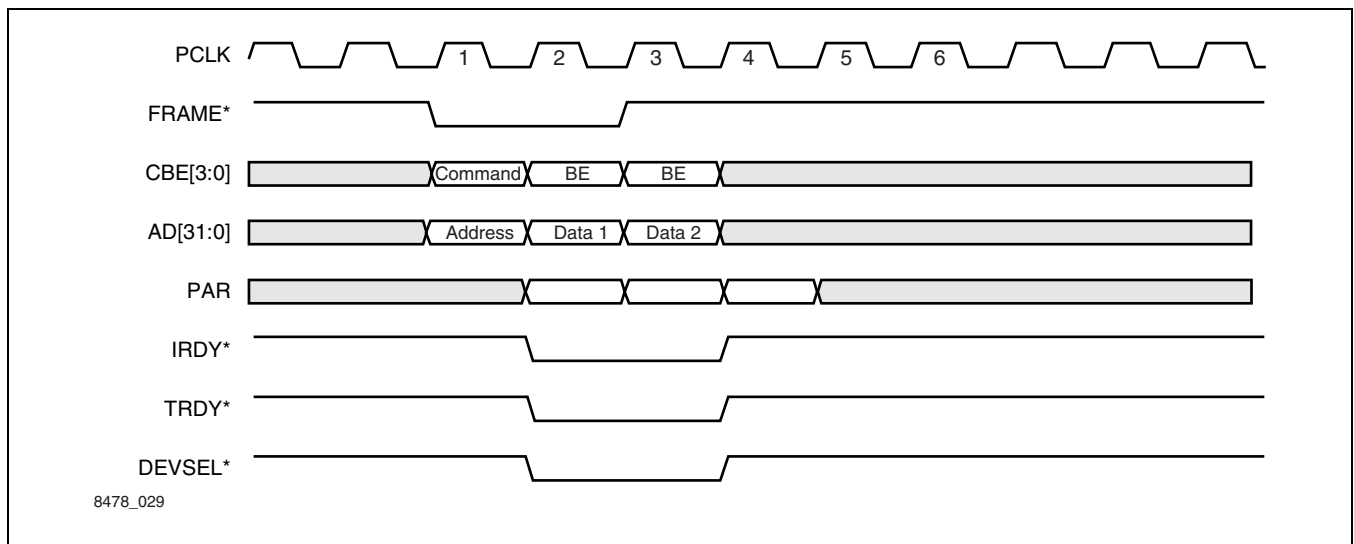 PCLK 1 2 3 4 5 6
FRAME*
CBE[3:0] Command BE BE
AD[31:0] Address Data 1 Data 2
PAR
IRDY*
TRDY*
DEVSEL*
8478_029